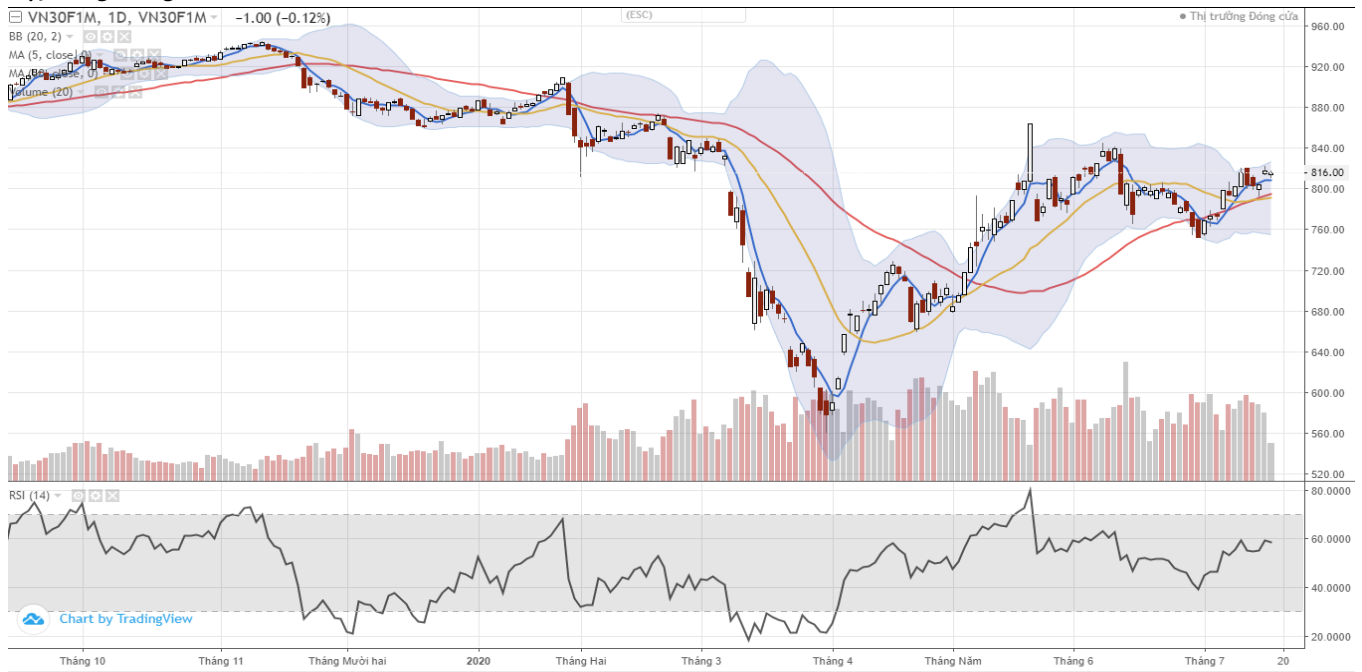 VN30F1M, 1D, VN30F1M −1.00 (−0.12%)
(ESC)
Thị trường Đóng cửa
BB (20, 2)
MA (5, close, 0)
Volume (20)
960.00
920.00
880.00
840.00
816.00
800.00
760.00
720.00
680.00
640.00
600.00
560.00
520.00
RSI (14)
80.0000
60.0000
40.0000
20.0000
Chart by TradingView
Tháng 10
Tháng 11
Tháng Mười hai
2020
Tháng Hai
Tháng 3
Tháng 4
Tháng Năm
Tháng 6
Tháng 7
20